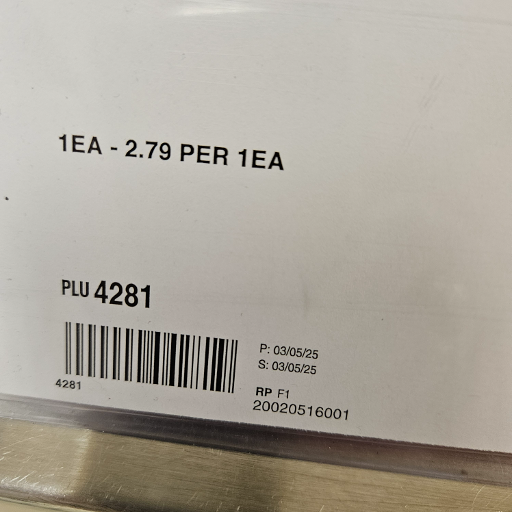 1EA - 2.79 PER 1EA
PLU 4281
4281
P: 03/05/25
S: 03/05/25
RP F1
20020516001